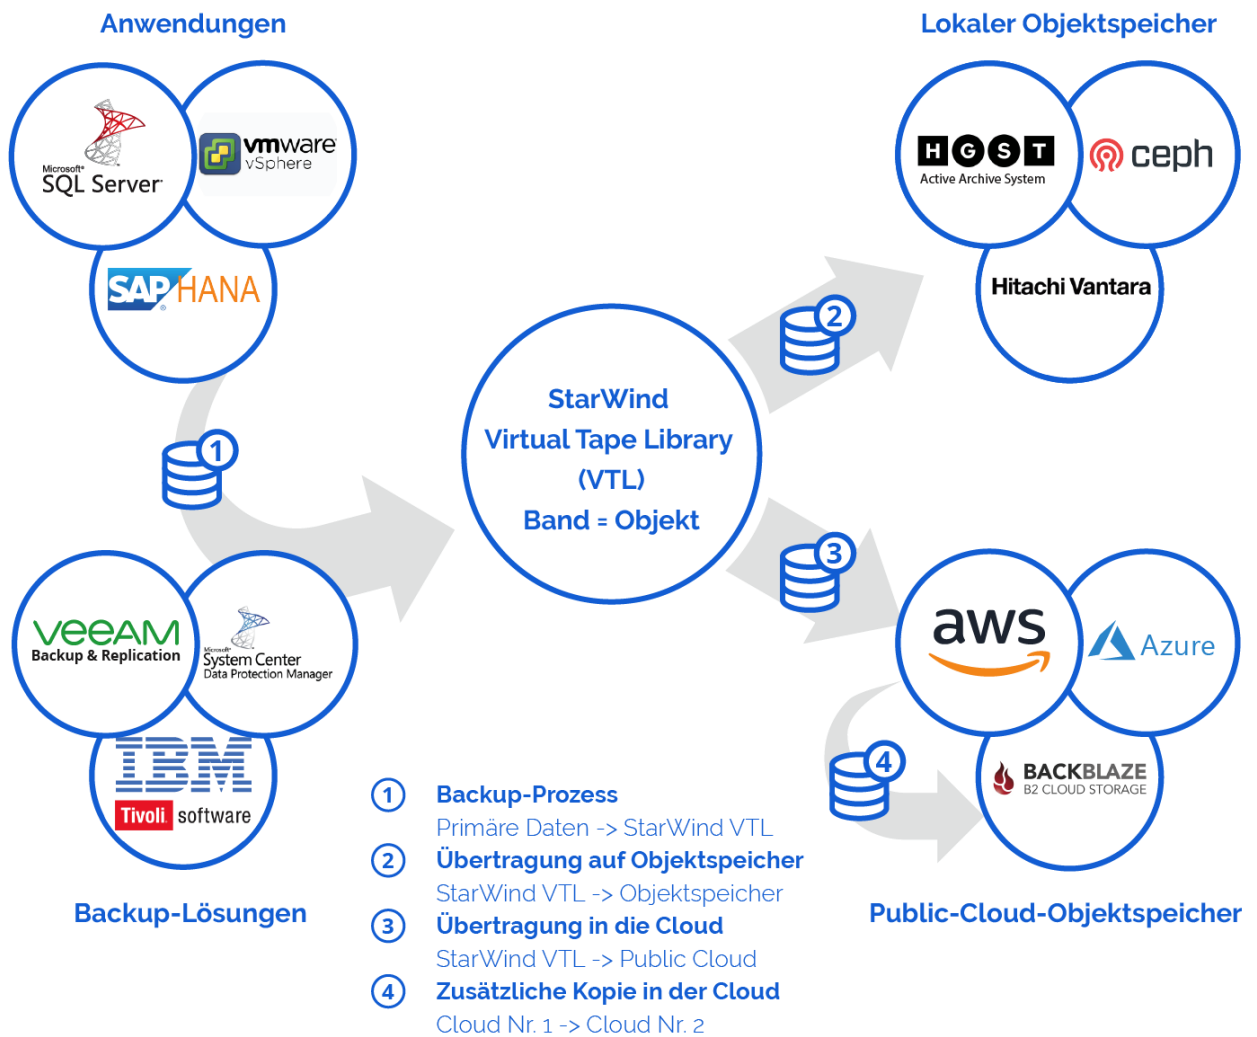 Anwendungen
Microsoft®
SQL Server
vmware
vSphere
SAP HANA
®
1
VEEAM
Backup & Replication
Microsoft®
System Center
Data Protection Manager
IBM
Tivoli. software
Backup-Lösungen
StarWind
Virtual Tape Library
(VTL)
Band = Objekt
Lokaler Objektspeicher
HGST
Active Archive System
ceph
Hitachi Vantara
2
3
aws
Azure
BACKBLAZE
B2 CLOUD STORAGE
4
Public-Cloud-Objektspeicher
1 Backup-Prozess
Primäre Daten -> StarWind VTL
2 Übertragung auf Objektspeicher
StarWind VTL -> Objektspeicher
3 Übertragung in die Cloud
StarWind VTL -> Public Cloud
4 Zusätzliche Kopie in der Cloud
Cloud Nr. 1 -> Cloud Nr. 2